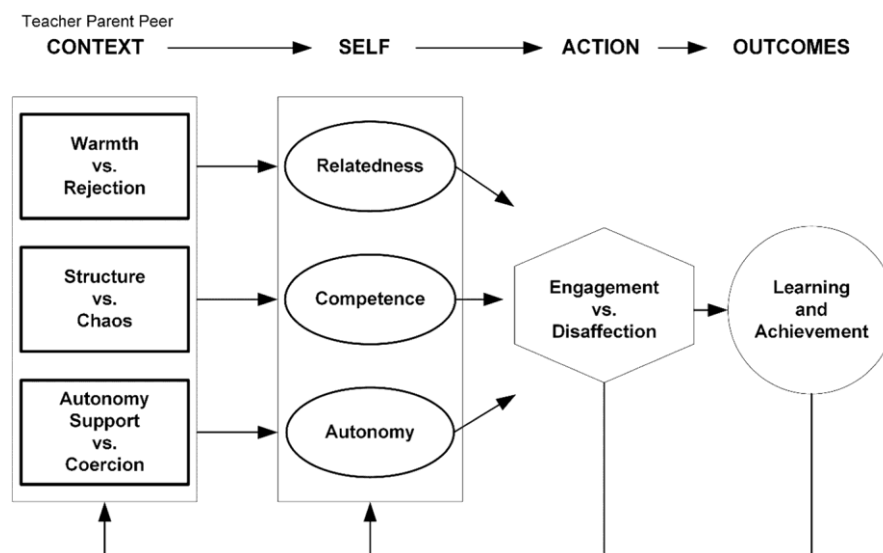 Teacher Parent Peer
CONTEXT
SELF
ACTION
OUTCOMES
Warmth
vs.
Rejection
Relatedness
Structure
vs.
Chaos
Competence
Engagement
vs.
Disaffection
Learning
and
Achievement
Autonomy
Support
vs.
Coercion
Autonomy